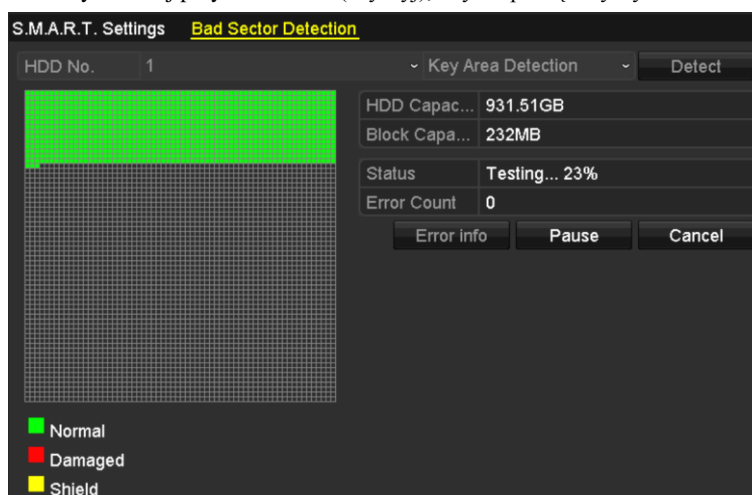 S.M.A.R.T. Settings Bad Sector Detection
HDD No. 1 Key Area Detection Detect
HDD Capac... 931.51GB
Block Capa... 232MB
Status Testing... 23%
Error Count 0
Error info Pause Cancel
Normal
Damaged
Shield